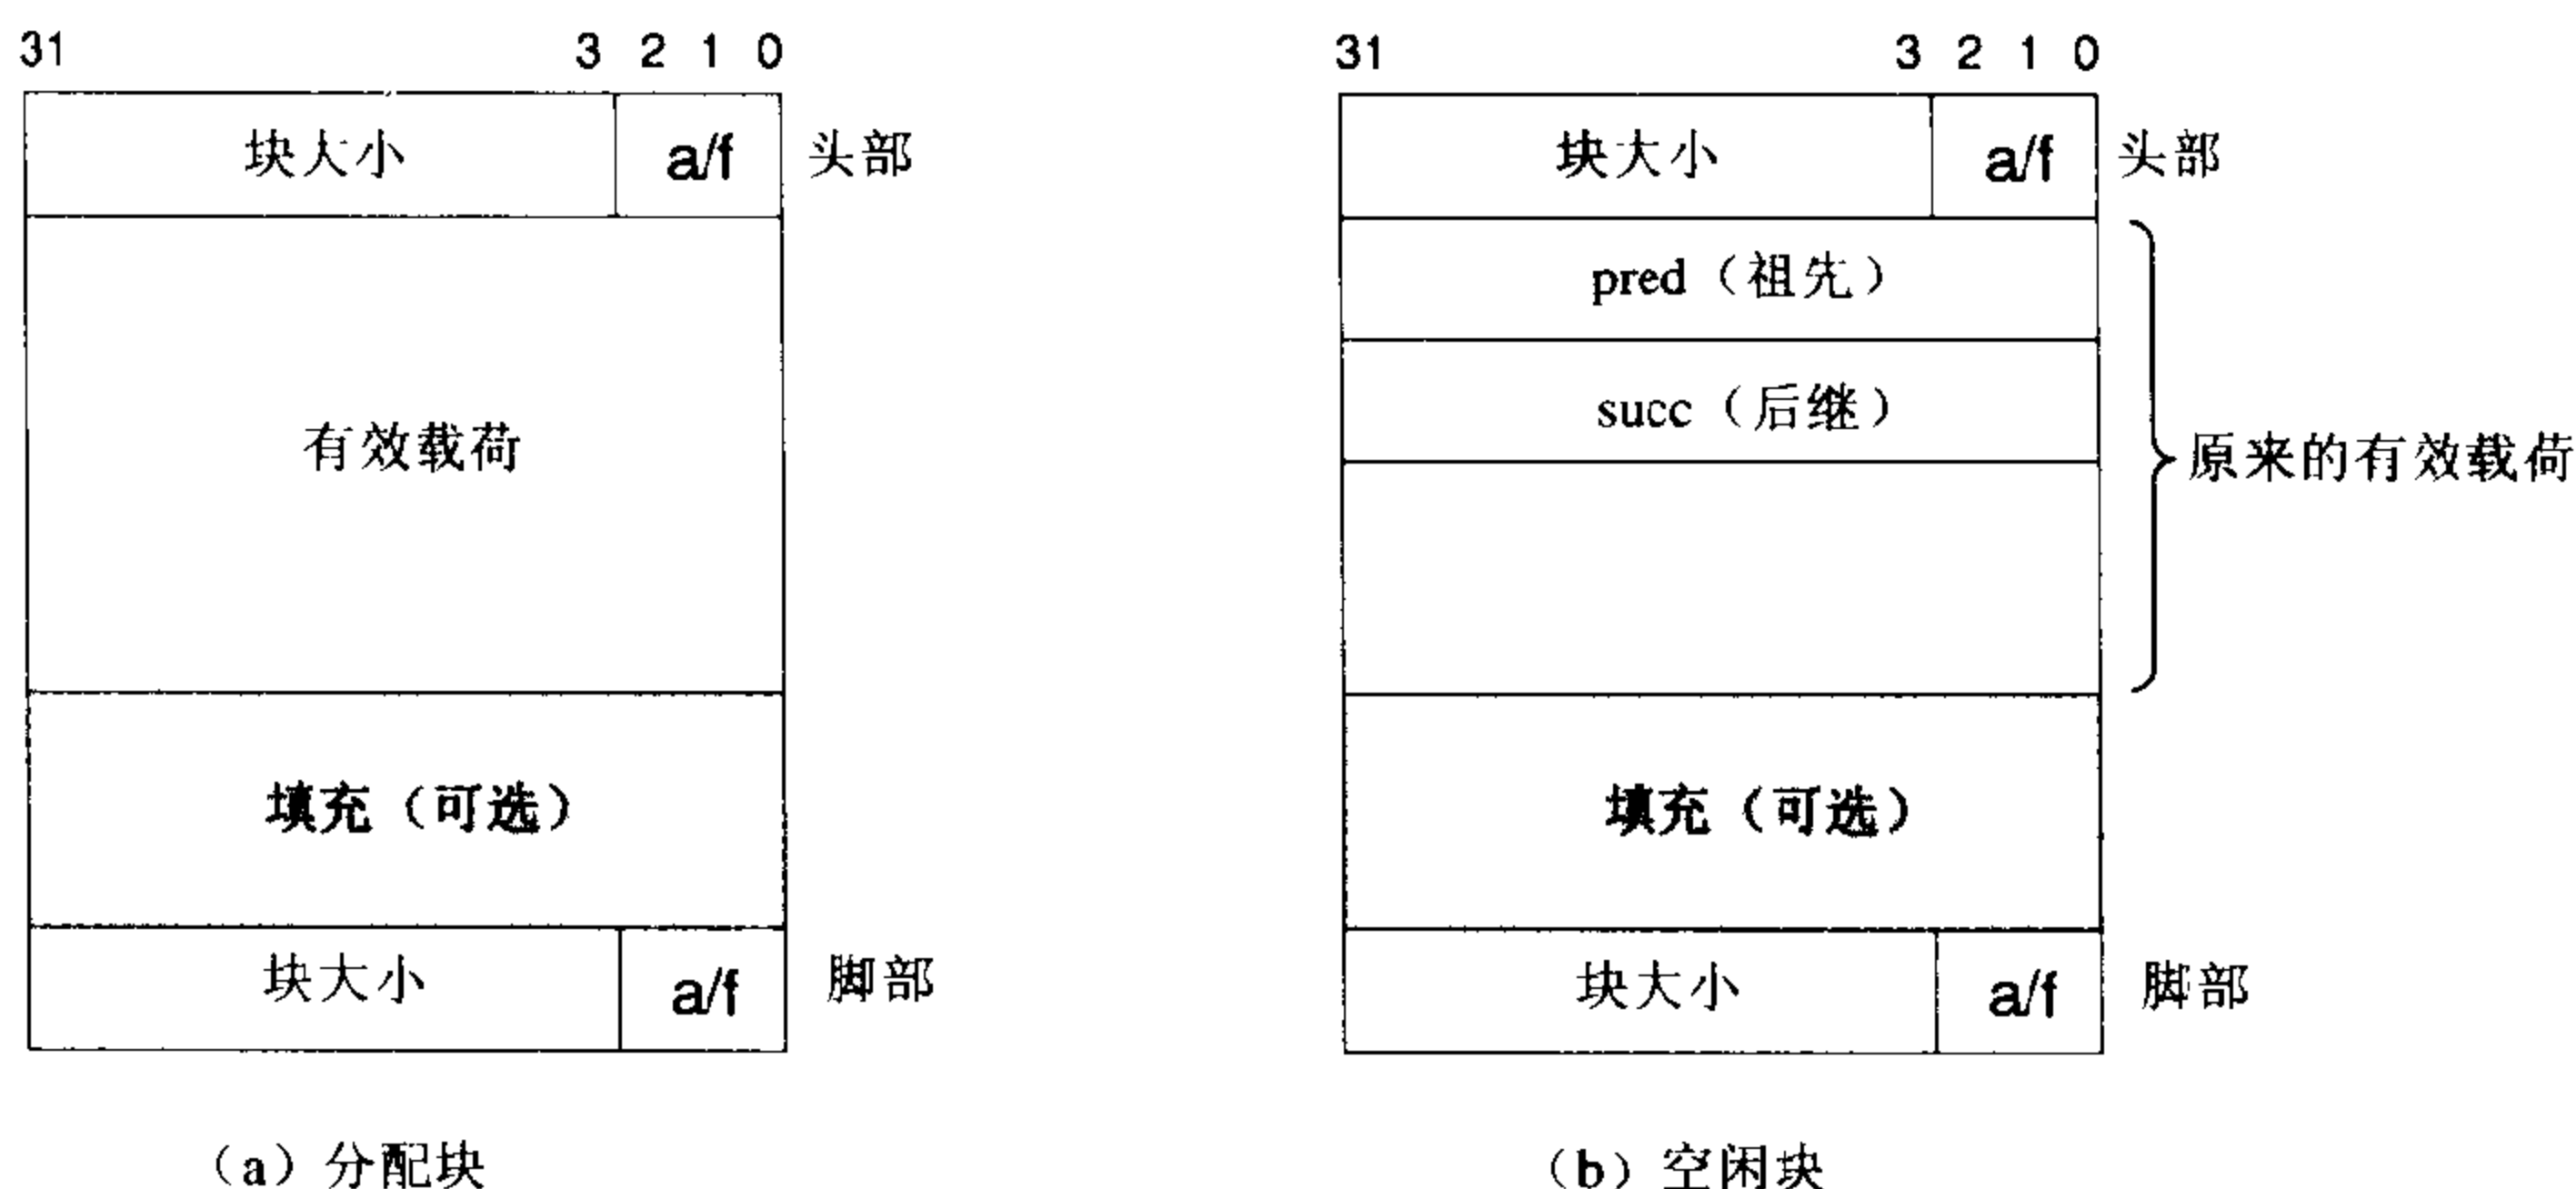 31 3 2 1 0
块大小 a/f 头部
有效载荷
填充（可选）
块大小 a/f 脚部
（a）分配块
31 3 2 1 0
块大小 a/f 头部
pred（祖先）
succ（后继）
原来的有效载荷
填充（可选）
块大小 a/f 脚部
（b）空闲块